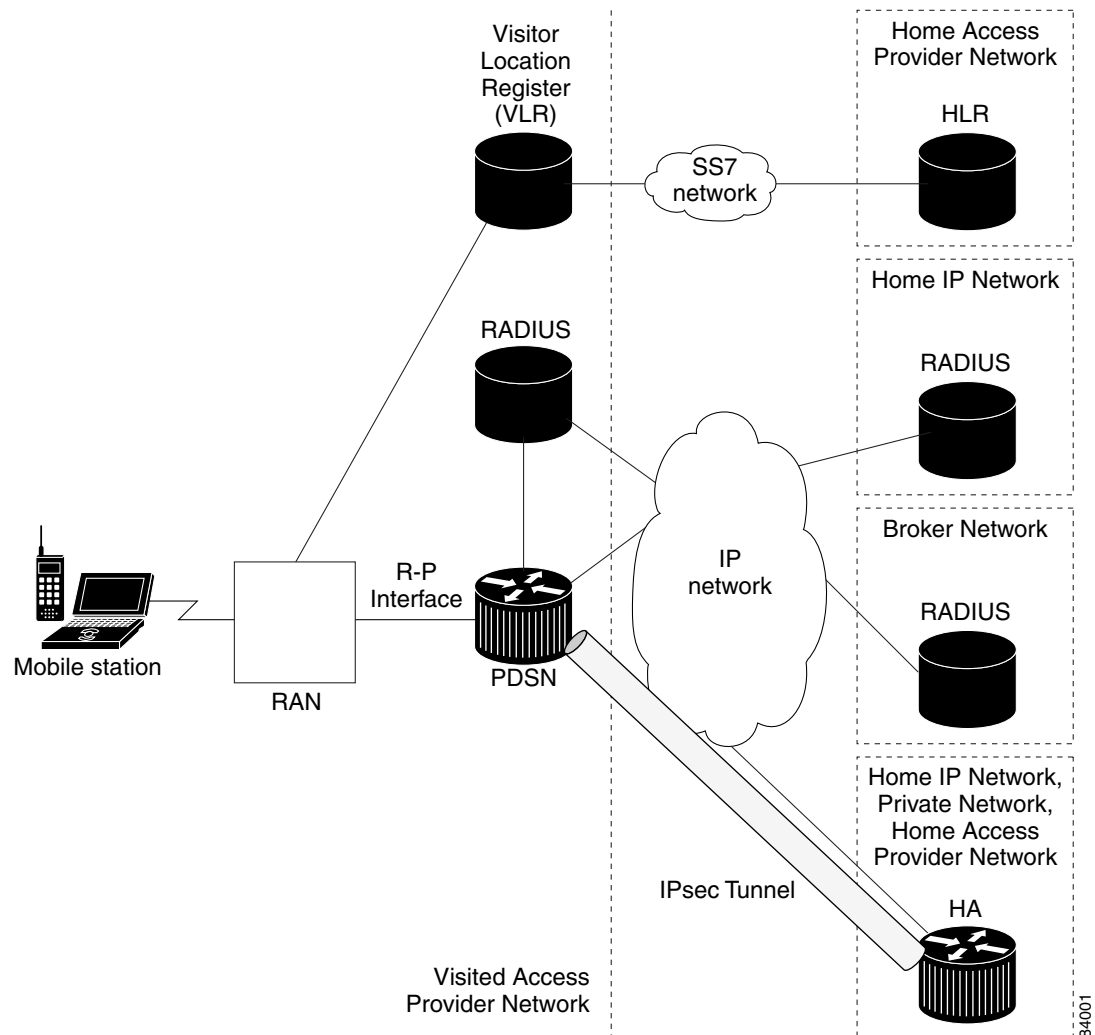 Visitor
Location
Register
(VLR)
Home Access
Provider Network
HLR
SS7
network
Home IP Network
RADIUS
RADIUS
Broker Network
IP
network
R-P
Interface
RADIUS
Mobile station
RAN
PDSN
Home IP Network,
Private Network,
Home Access
Provider Network
IPsec Tunnel
HA
Visited Access
Provider Network